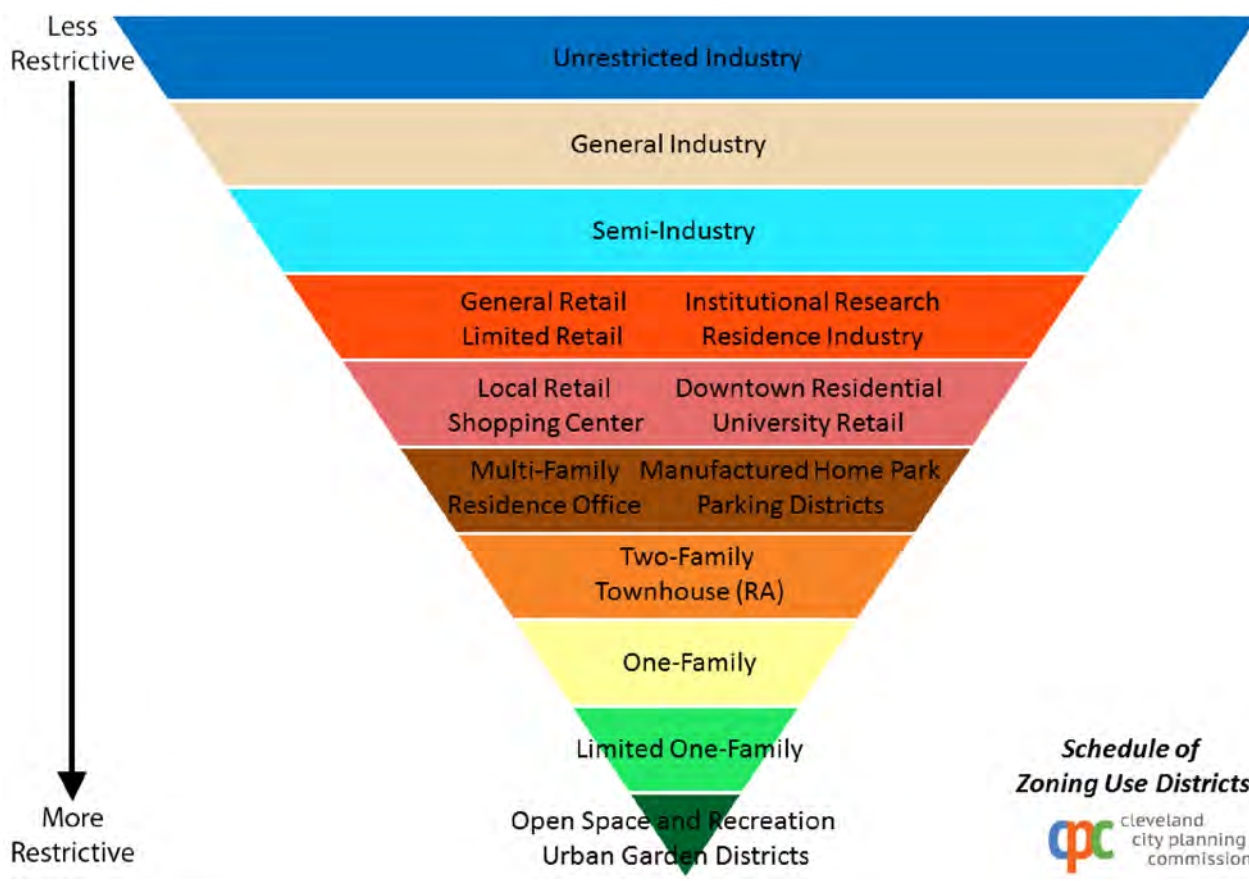 Less
Restrictive
Unrestricted Industry
General Industry
Semi-Industry
General Retail Institutional Research
Limited Retail Residence Industry
Local Retail Downtown Residential
Shopping Center University Retail
Multi-Family Manufactured Home Park
Residence Office Parking Districts
Two-Family
Townhouse (RA)
One-Family
Limited One-Family
Open Space and Recreation
Urban Garden Districts
More
Restrictive
Schedule of
Zoning Use Districts
cpc
cleveland
city planning
commission